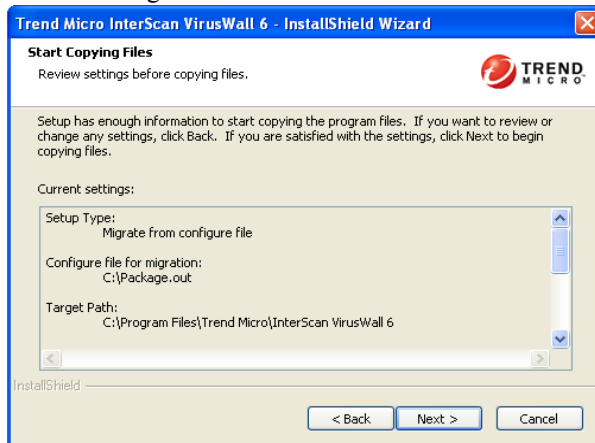 Trend Micro InterScan VirusWall 6 - InstallShield Wizard
Start Copying Files
Review settings before copying files.
TREND
MICRO
Setup has enough information to start copying the program files. If you want to review or
change any settings, click Back. If you are satisfied with the settings, click Next to begin
copying files.
Current settings:
Setup Type:
Migrate from configure file
Configure file for migration:
C:\Package.out
Target Path:
C:\Program Files\Trend Micro\InterScan VirusWall 6
InstallShield
< Back
Next >
Cancel